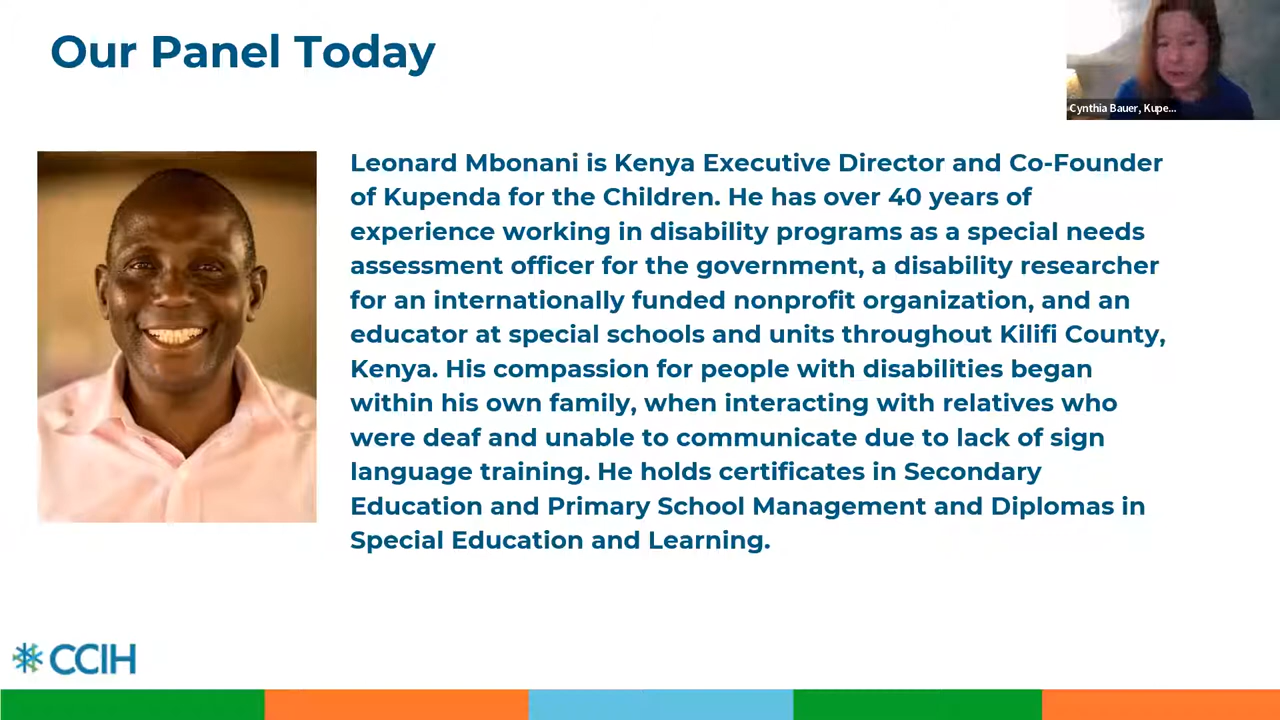 Our Panel Today
Cynthia Bauer, Kupe...
Leonard Mbonani is Kenya Executive Director and Co-Founder
of Kupenda for the Children. He has over 40 years of
experience working in disability programs as a special needs
assessment officer for the government, a disability researcher
for an internationally funded nonprofit organization, and an
educator at special schools and units throughout Kilifi County,
Kenya. His compassion for people with disabilities began
within his own family, when interacting with relatives who
were deaf and unable to communicate due to lack of sign
language training. He holds certificates in Secondary
Education and Primary School Management and Diplomas in
Special Education and Learning.
CCIH